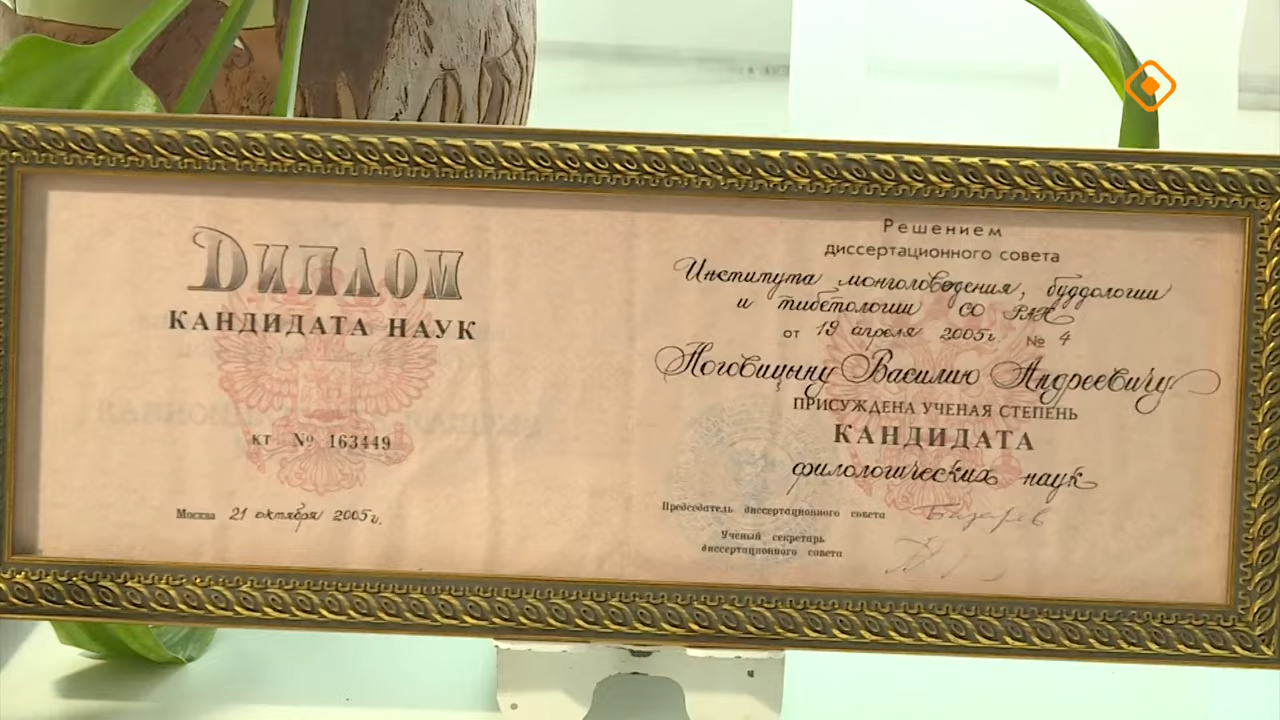 Диплом
КАНДИДАТА НАУК
КТ № 163449
Москва 21 октября 2005г.
Решением
диссертационного совета
Института монголоведения, буддологии
и тибетологии СО РАН
от 19 апреля 2005г. № 4
Ноговицыну Василию Андреевичу
ПРИСУЖДЕНА УЧЕНАЯ СТЕПЕНЬ
КАНДИДАТА
филологических наук
Председатель диссертационного совета
Ученый секретарь
диссертационного совета